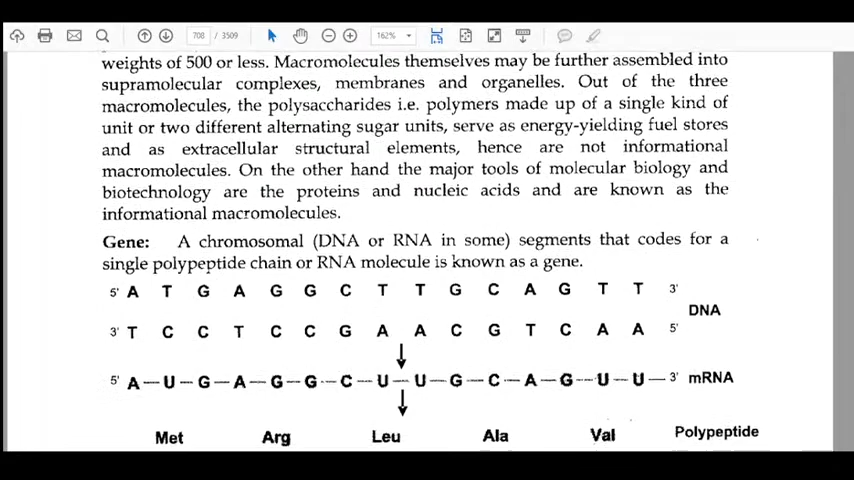 708 / 3509
162%
weights of 500 or less. Macromolecules themselves may be further assembled into
supramolecular complexes, membranes and organelles. Out of the three
macromolecules, the polysaccharides i.e. polymers made up of a single kind of
unit or two different alternating sugar units, serve as energy-yielding fuel stores
and as extracellular structural elements, hence are not informational
macromolecules. On the other hand the major tools of molecular biology and
biotechnology are the proteins and nucleic acids and are known as the
informational macromolecules.
Gene: A chromosomal (DNA or RNA in some) segments that codes for a
single polypeptide chain or RNA molecule is known as a gene.
5' A T G A G G C T T G C A G T T 3'
DNA
3' T C C T C C G A A C G T C A A 5'
5' A—U—G—A—G—G—C—U—U—G—C—A—G—U—U—3' mRNA
Met Arg Leu Ala Val Polypeptide